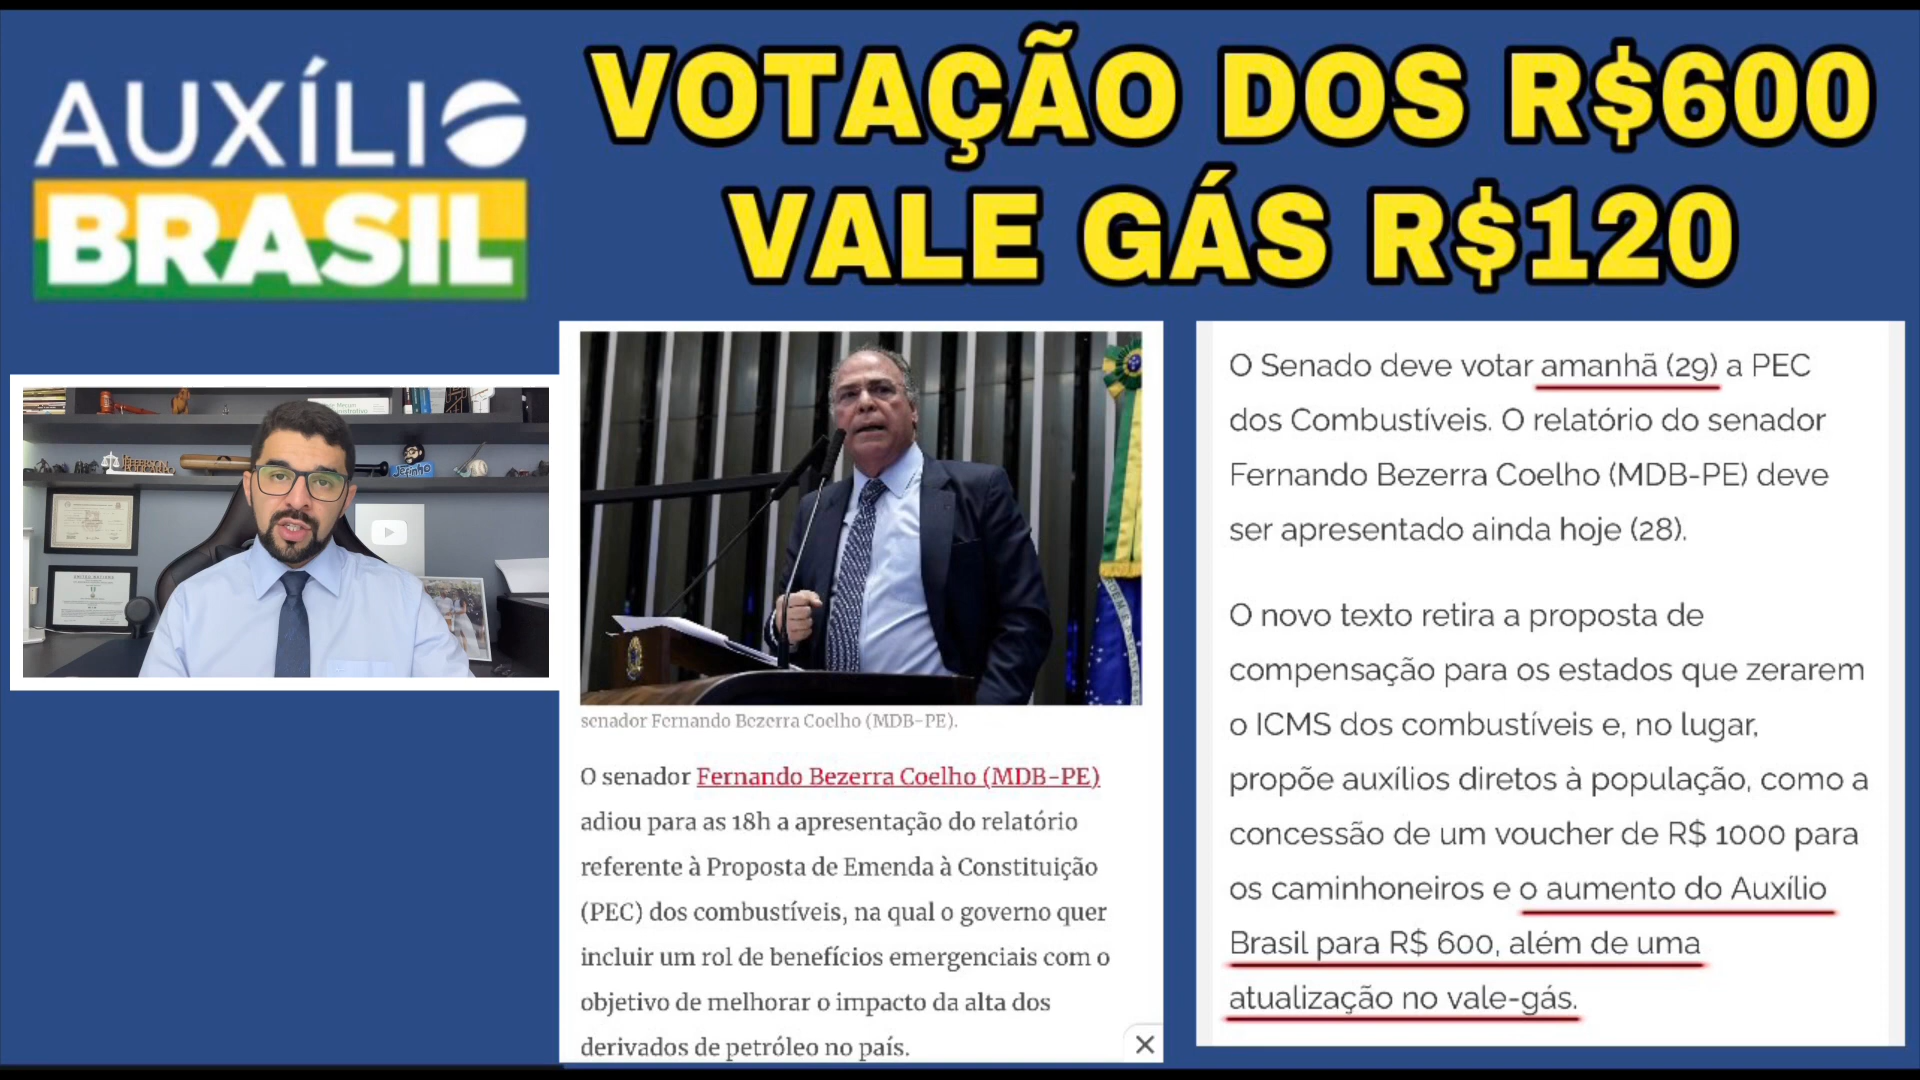 AUXÍLIO
BRASIL
VOTAÇÃO DOS R$600
VALE GÁS R$120
JEFFERSON
Jefinho
senador Fernando Bezerra Coelho (MDB-PE).
O senador Fernando Bezerra Coelho (MDB-PE)
adiou para as 18h a apresentação do relatório
referente à Proposta de Emenda à Constituição
(PEC) dos combustíveis, na qual o governo quer
incluir um rol de benefícios emergenciais com o
objetivo de melhorar o impacto da alta dos
derivados de petróleo no país.
O Senado deve votar amanhã (29) a PEC
dos Combustíveis. O relatório do senador
Fernando Bezerra Coelho (MDB-PE) deve
ser apresentado ainda hoje (28).
O novo texto retira a proposta de
compensação para os estados que zerarem
o ICMS dos combustíveis e, no lugar,
propõe auxílios diretos à população, como a
concessão de um voucher de R$ 1000 para
os caminhoneiros e o aumento do Auxílio
Brasil para R$ 600, além de uma
atualização no vale-gás.